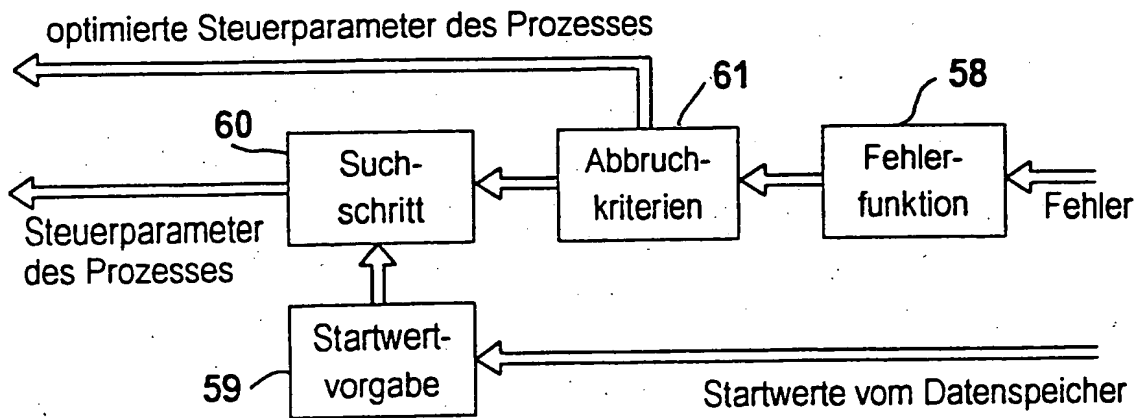 optimierte Steuerparameter des Prozesses
61
58
60
Such-
schritt
Abbruch-
kriterien
Fehler-
funktion
Fehler
Steuerparameter
des Prozesses
Startwert-
vorgabe
59
Startwerte vom Datenspeicher